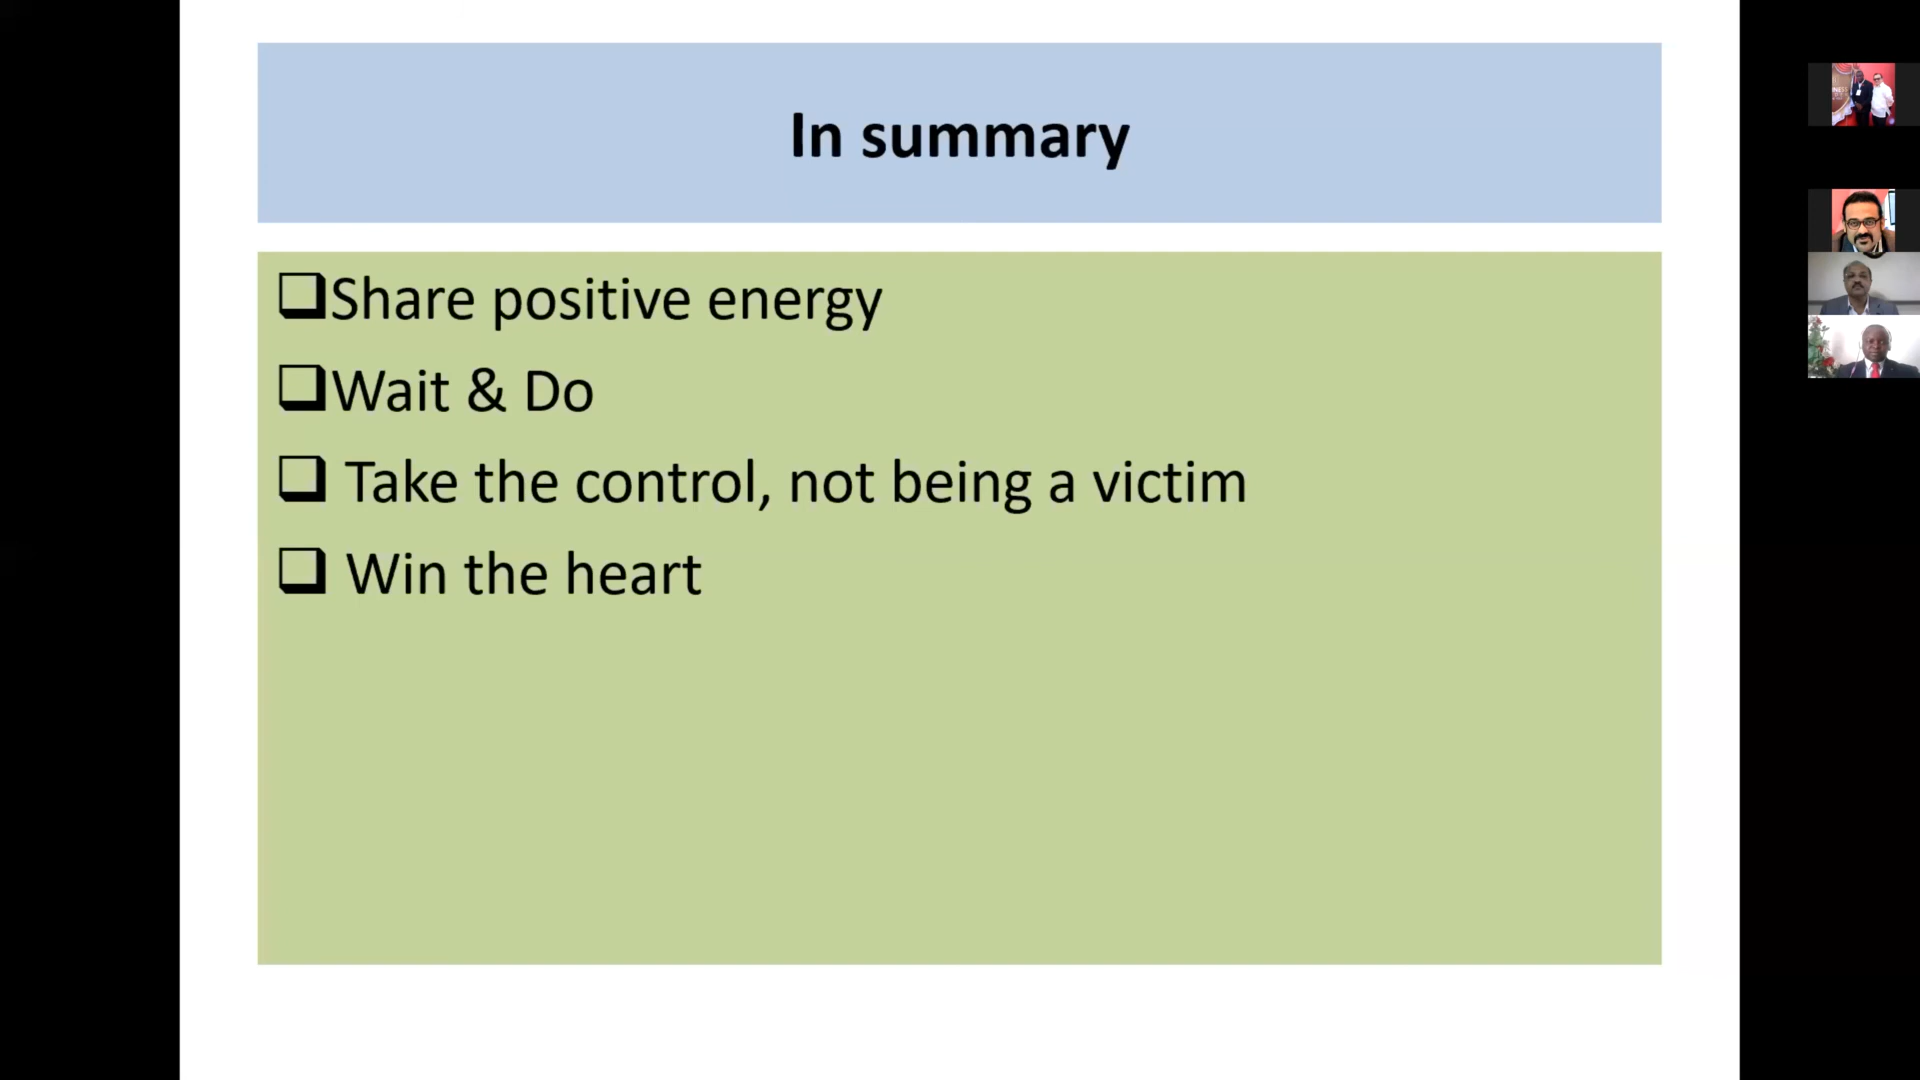 In summary
❑Share positive energy
❑Wait & Do
❑ Take the control, not being a victim
❑ Win the heart